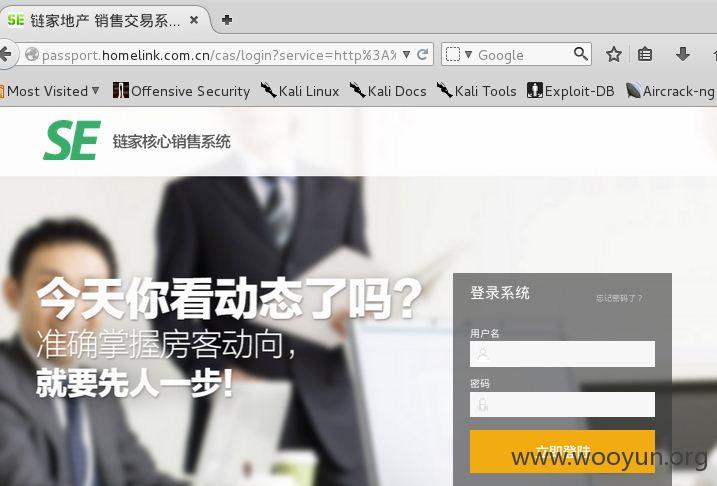 SE 链家地产 销售交易系...
passport.homelink.com.cn/cas/login?service=http%3A%
Google
Most Visited
Offensive Security
Kali Linux
Kali Docs
Kali Tools
Exploit-DB
Aircrack-ng
SE 链家核心销售系统
今天你看动态了吗?
准确掌握房客动向，
就要先人一步!
登录系统
忘记密码了？
用户名
密码
立即登陆
www.wooyun.org